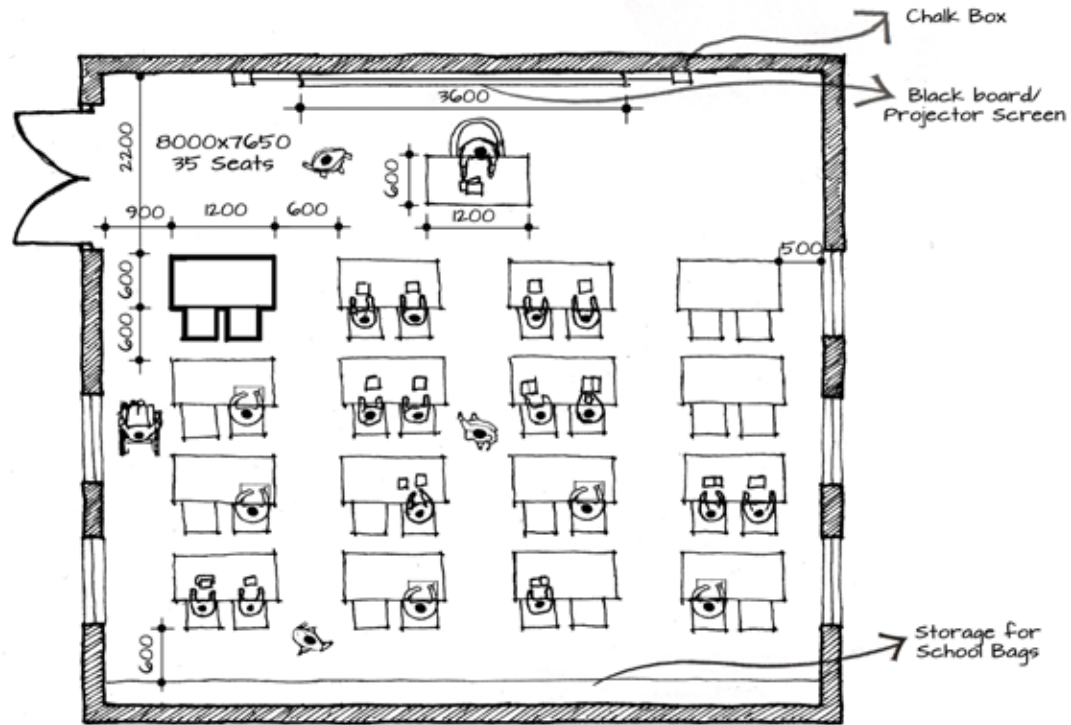 Chalk Box
Black board/
Projector Screen
3600
8000x7650
35 Seats
2200
600
900
1200
600
1200
500
600
600
600
Storage for
School Bags